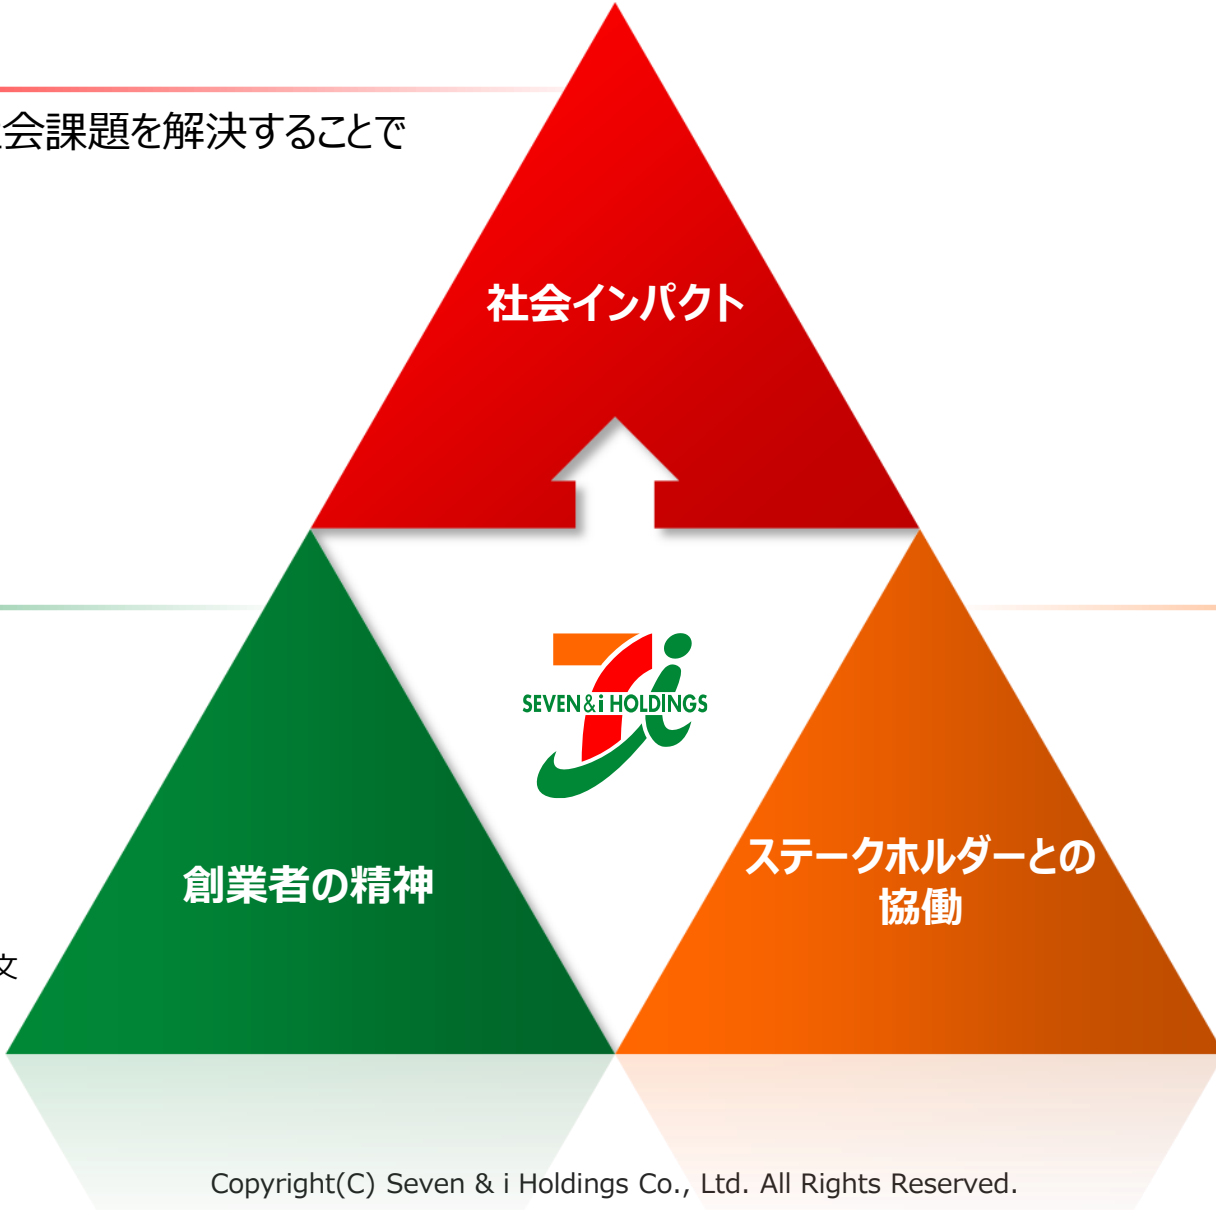 会課題を解決することで
社会インパクト
SEVEN&i HOLDINGS
ステークホルダーとの
協働
創業者の精神
文
Copyright(C) Seven & i Holdings Co., Ltd. All Rights Reserved.